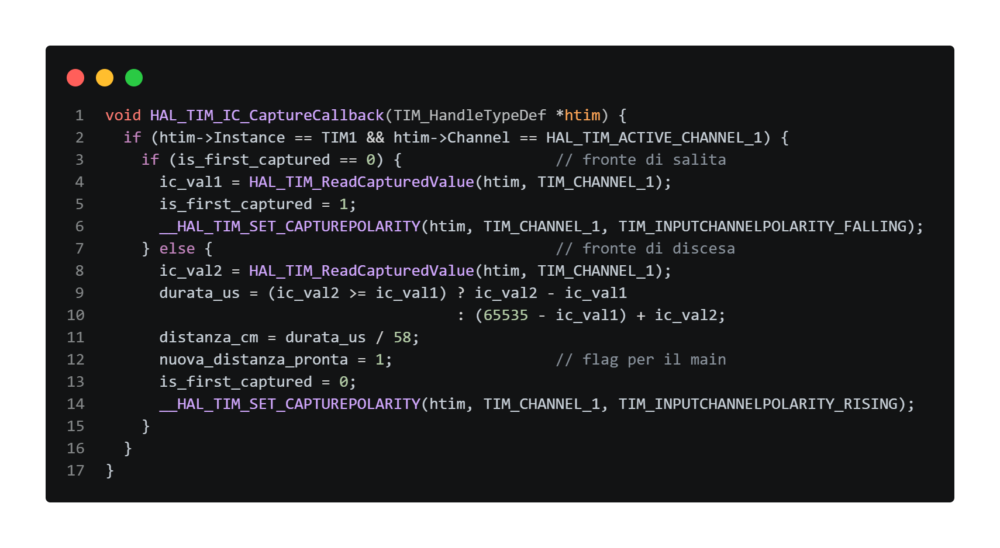 1 void HAL_TIM_IC_CaptureCallback(TIM_HandleTypeDef *htim) {
2   if (htim->Instance == TIM1 && htim->Channel == HAL_TIM_ACTIVE_CHANNEL_1) {
3     if (is_first_captured == 0) {                 // fronte di salita
4       ic_val1 = HAL_TIM_ReadCapturedValue(htim, TIM_CHANNEL_1);
5       is_first_captured = 1;
6       __HAL_TIM_SET_CAPTUREPOLARITY(htim, TIM_CHANNEL_1, TIM_INPUTCHANNELPOLARITY_FALLING);
7     } else {                                      // fronte di discesa
8       ic_val2 = HAL_TIM_ReadCapturedValue(htim, TIM_CHANNEL_1);
9       durata_us = (ic_val2 >= ic_val1) ? ic_val2 - ic_val1
10                                        : (65535 - ic_val1) + ic_val2;
11       distanza_cm = durata_us / 58;
12       nuova_distanza_pronta = 1;                  // flag per il main
13       is_first_captured = 0;
14       __HAL_TIM_SET_CAPTUREPOLARITY(htim, TIM_CHANNEL_1, TIM_INPUTCHANNELPOLARITY_RISING);
15     }
16   }
17 }